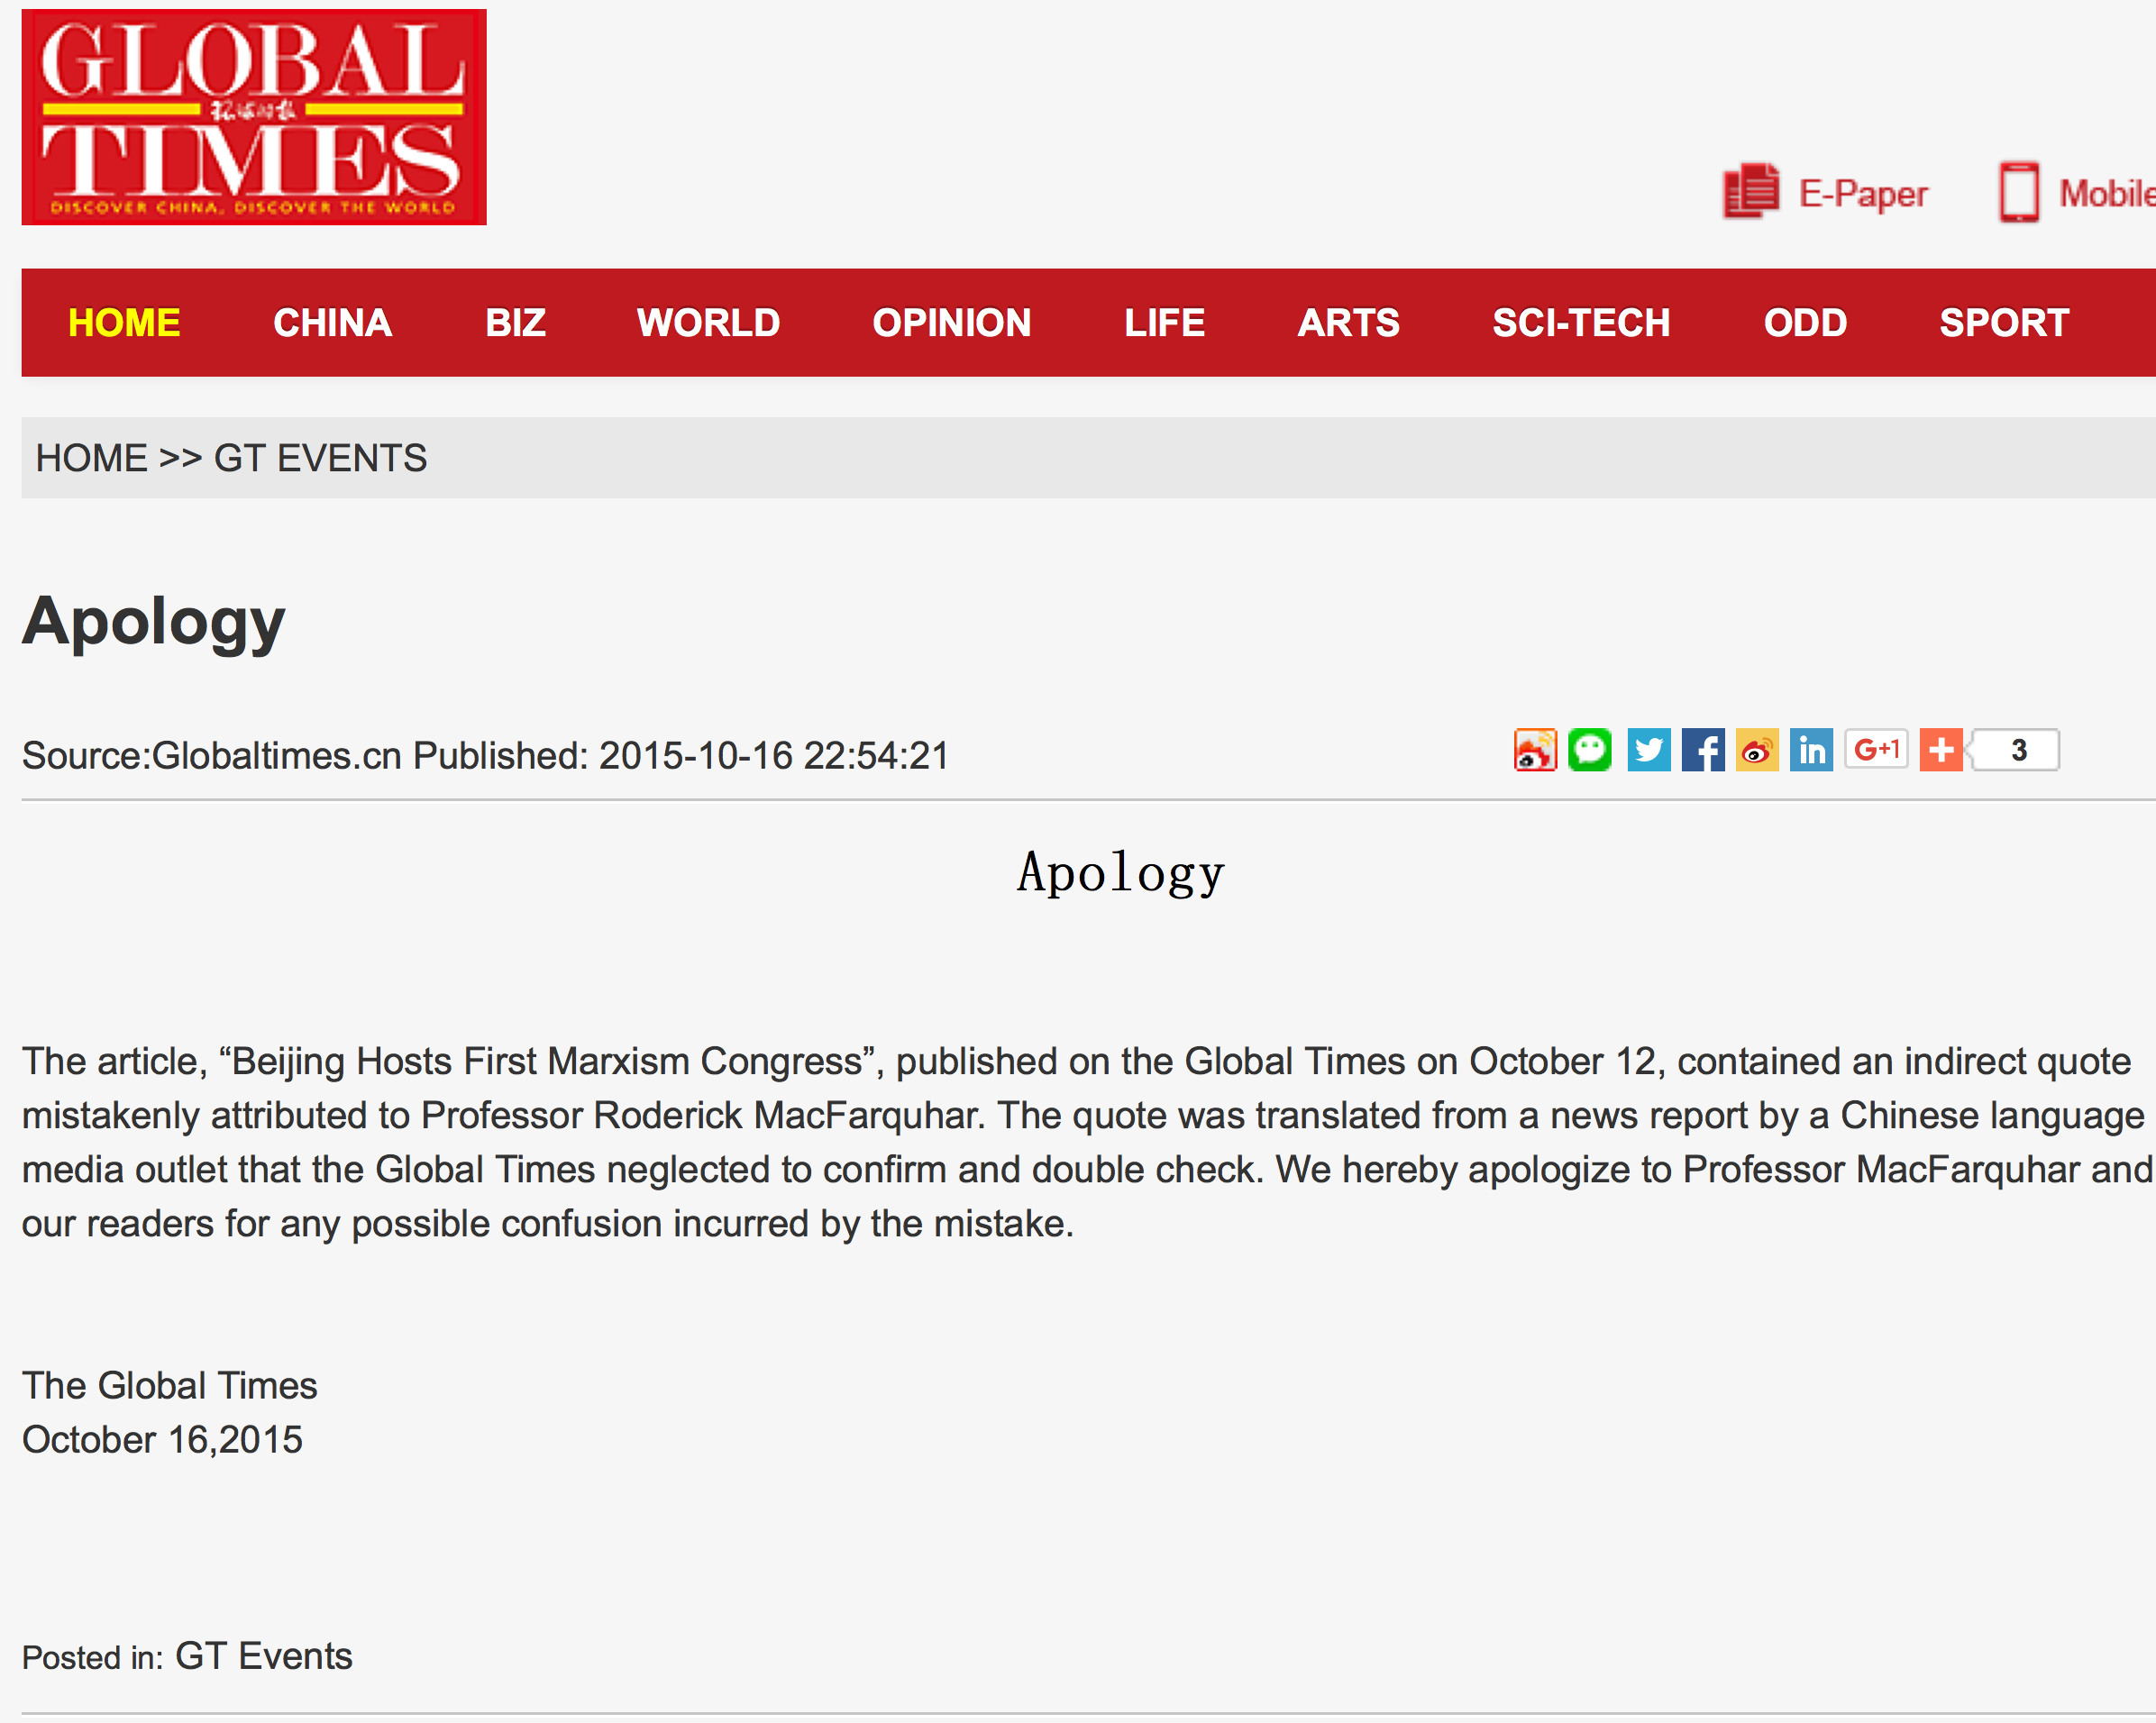 GLOBAL
环球时报
TIMES
DISCOVER CHINA, DISCOVER THE WORLD
E-Paper Mobile
HOME CHINA BIZ WORLD OPINION LIFE ARTS SCI-TECH ODD SPORT
HOME >> GT EVENTS
Apology
Source:Globaltimes.cn Published: 2015-10-16 22:54:21
G+1 3
Apology
The article, “Beijing Hosts First Marxism Congress”, published on the Global Times on October 12, contained an indirect quote
mistakenly attributed to Professor Roderick MacFarquhar. The quote was translated from a news report by a Chinese language
media outlet that the Global Times neglected to confirm and double check. We hereby apologize to Professor MacFarquhar and
our readers for any possible confusion incurred by the mistake.
The Global Times
October 16,2015
Posted in: GT Events